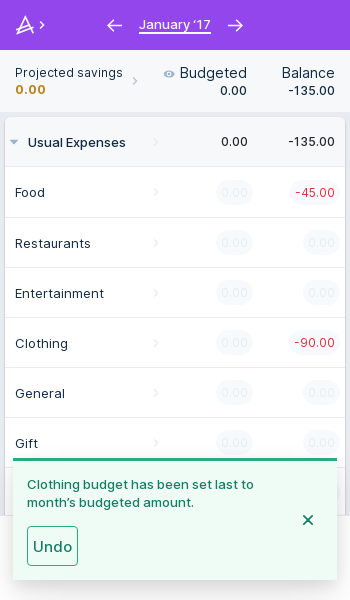 January ‘17
Projected savings
0.00
Budgeted
0.00
Balance
-135.00
Usual Expenses 0.00 -135.00
Food 0.00 -45.00
Restaurants 0.00 0.00
Entertainment 0.00 0.00
Clothing 0.00 -90.00
General 0.00 0.00
Gift 0.00 0.00
Clothing budget has been set last to
month’s budgeted amount.
Undo